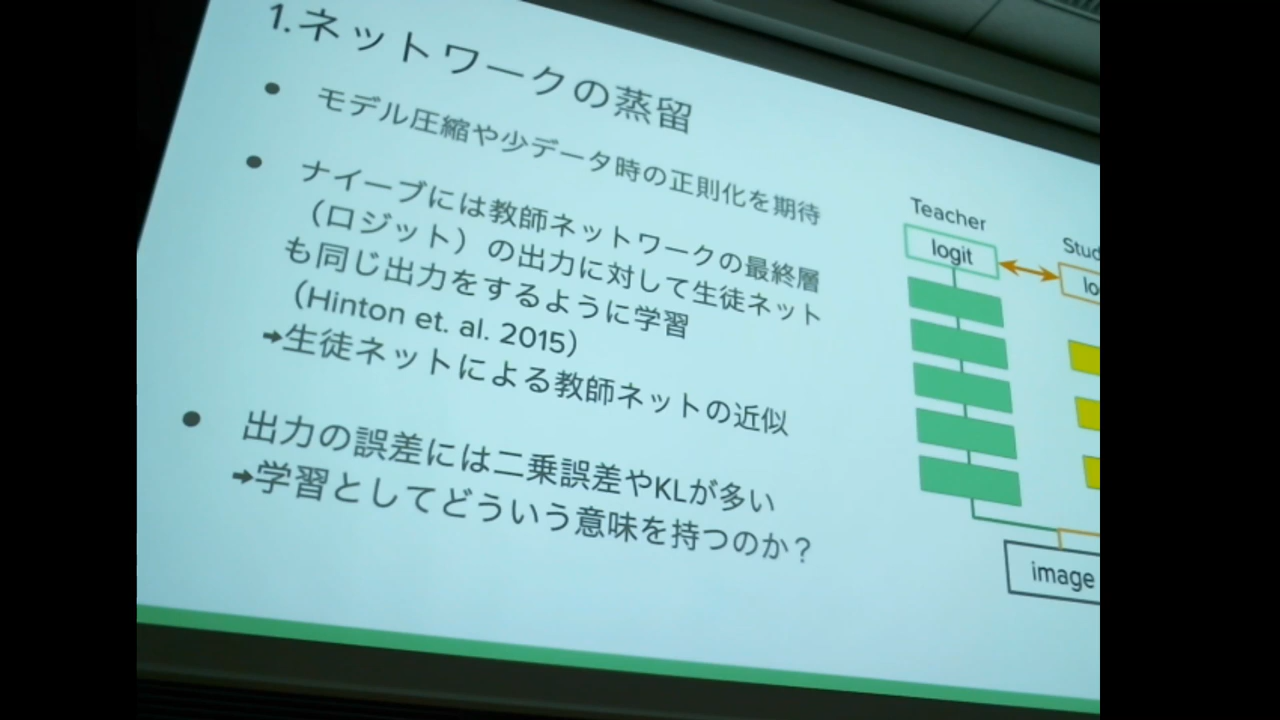 1.ネットワークの蒸留
● モデル圧縮や少データ時の正則化を期待
● ナイーブには教師ネットワークの最終層
（ロジット）の出力に対して生徒ネット
も同じ出力をするように学習
（Hinton et. al. 2015）
➡生徒ネットによる教師ネットの近似
● 出力の誤差には二乗誤差やKLが多い
➡学習としてどういう意味を持つのか？
Teacher
logit
image